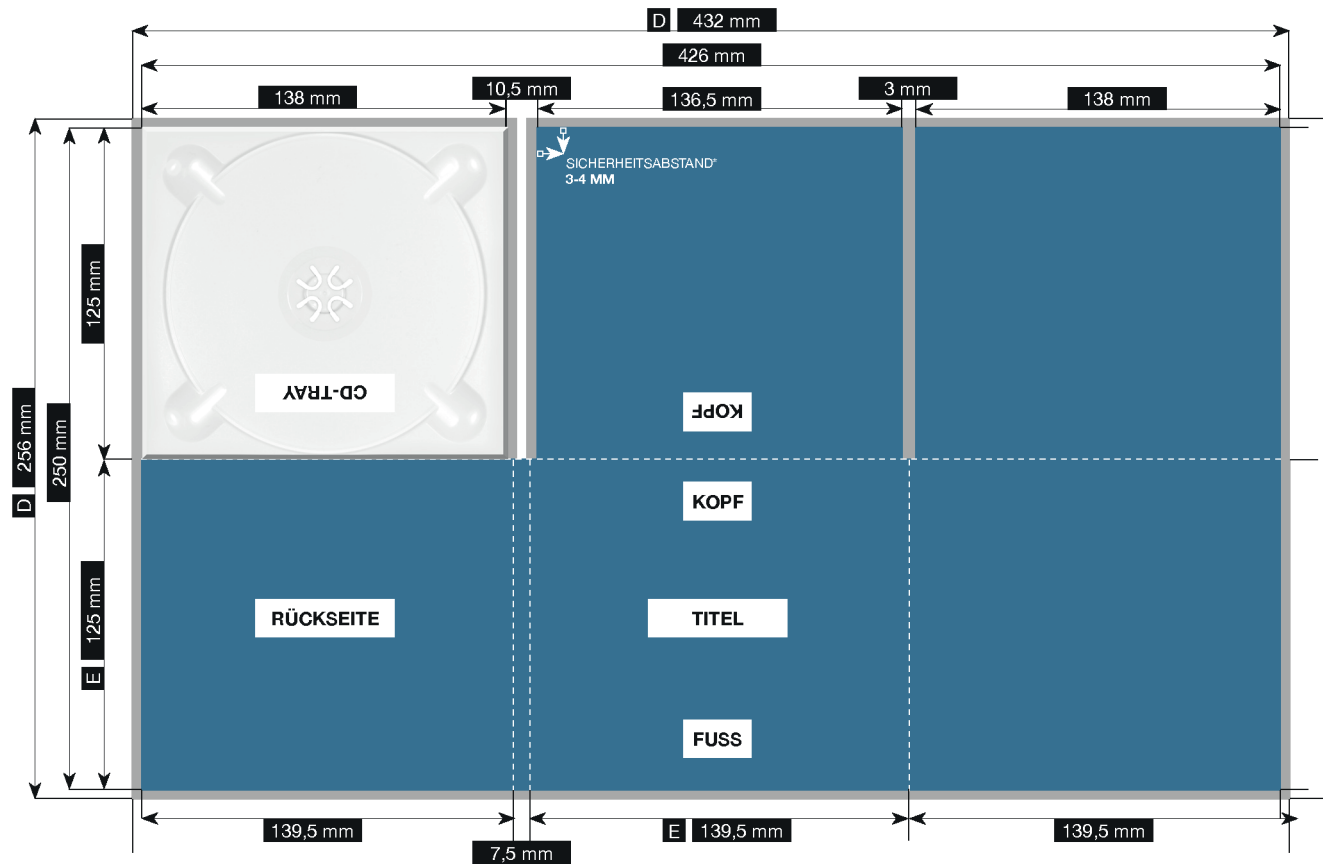 D 432 mm
426 mm
138 mm
10,5 mm
136,5 mm
3 mm
138 mm
SICHERHEITSABSTAND*
3-4 MM
125 mm
CD-TRAY
KOPF
D 256 mm
250 mm
KOPF
E 125 mm
RÜCKSEITE
TITEL
FUSS
139,5 mm
E 139,5 mm
139,5 mm
7,5 mm